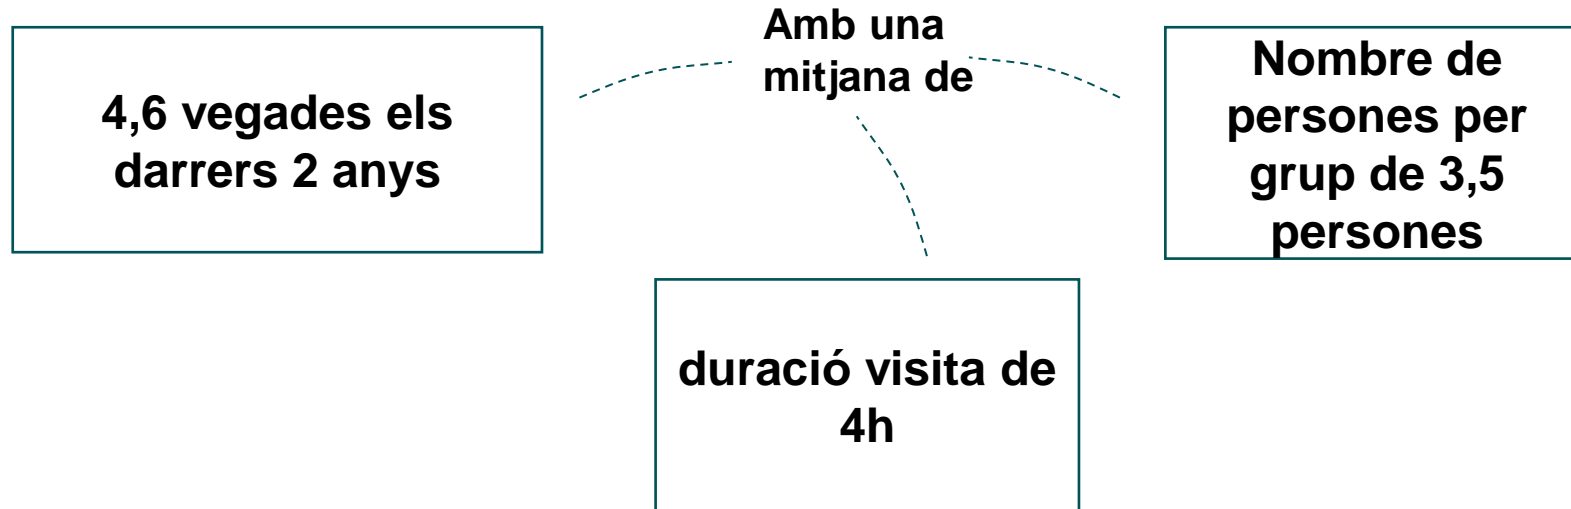 Amb una
mitjana de
4,6 vegades els
darrers 2 anys
Nombre de
persones per
grup de 3,5
persones
duració visita de
4h